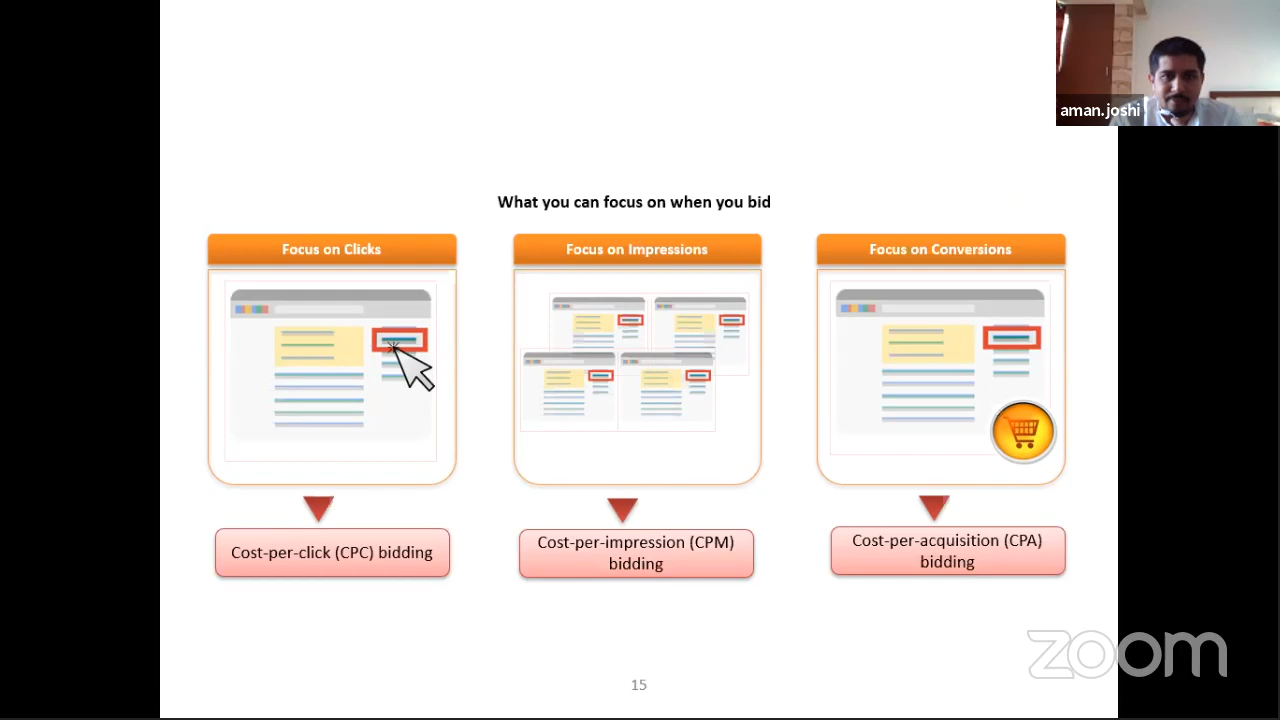 aman.joshi
What you can focus on when you bid
Focus on Clicks
Focus on Impressions
Focus on Conversions
Cost-per-click (CPC) bidding
Cost-per-impression (CPM)
bidding
Cost-per-acquisition (CPA)
bidding
zoom
15